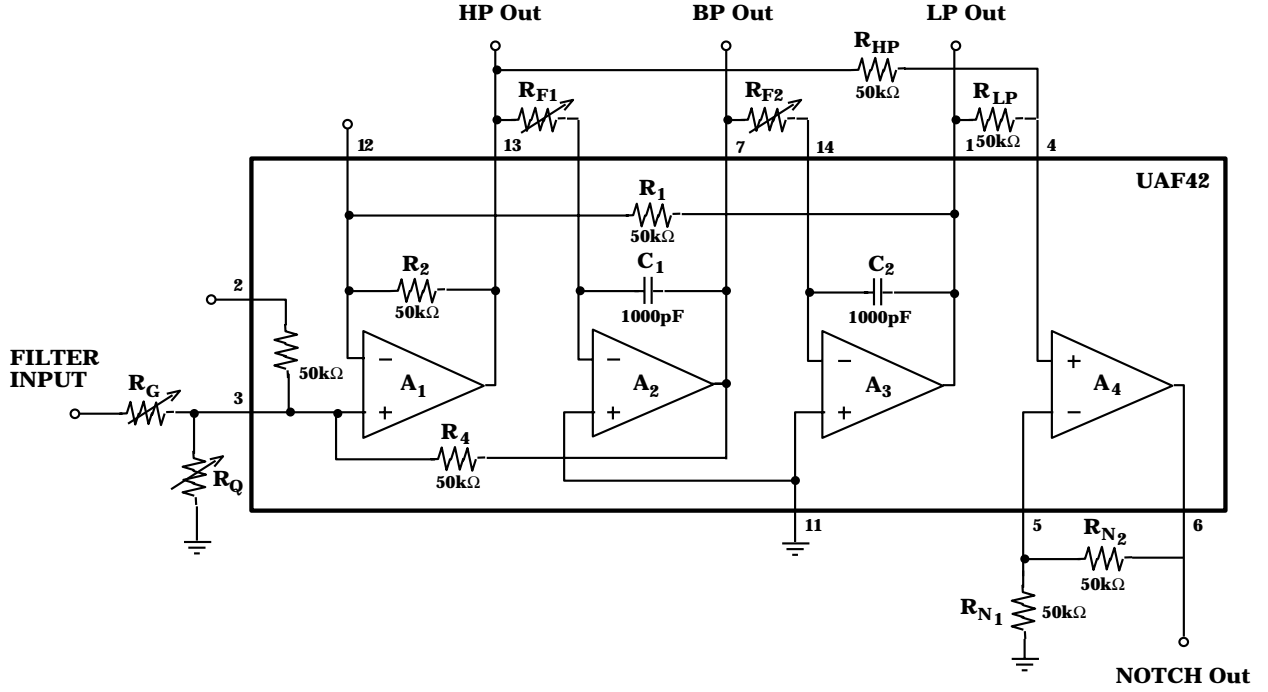 HP Out
BP Out
LP Out
R_HP
50kΩ
R_F1
R_F2
R_LP
50kΩ
12
13
7
14
1
4
UAF42
R_1
50kΩ
R_2
50kΩ
C_1
1000pF
C_2
1000pF
2
50kΩ
FILTER
INPUT
R_G
3
−
+
A_1
−
+
A_2
−
+
A_3
+
−
A_4
R_4
50kΩ
R_Q
11
5
6
R_N2
50kΩ
R_N1
50kΩ
NOTCH Out